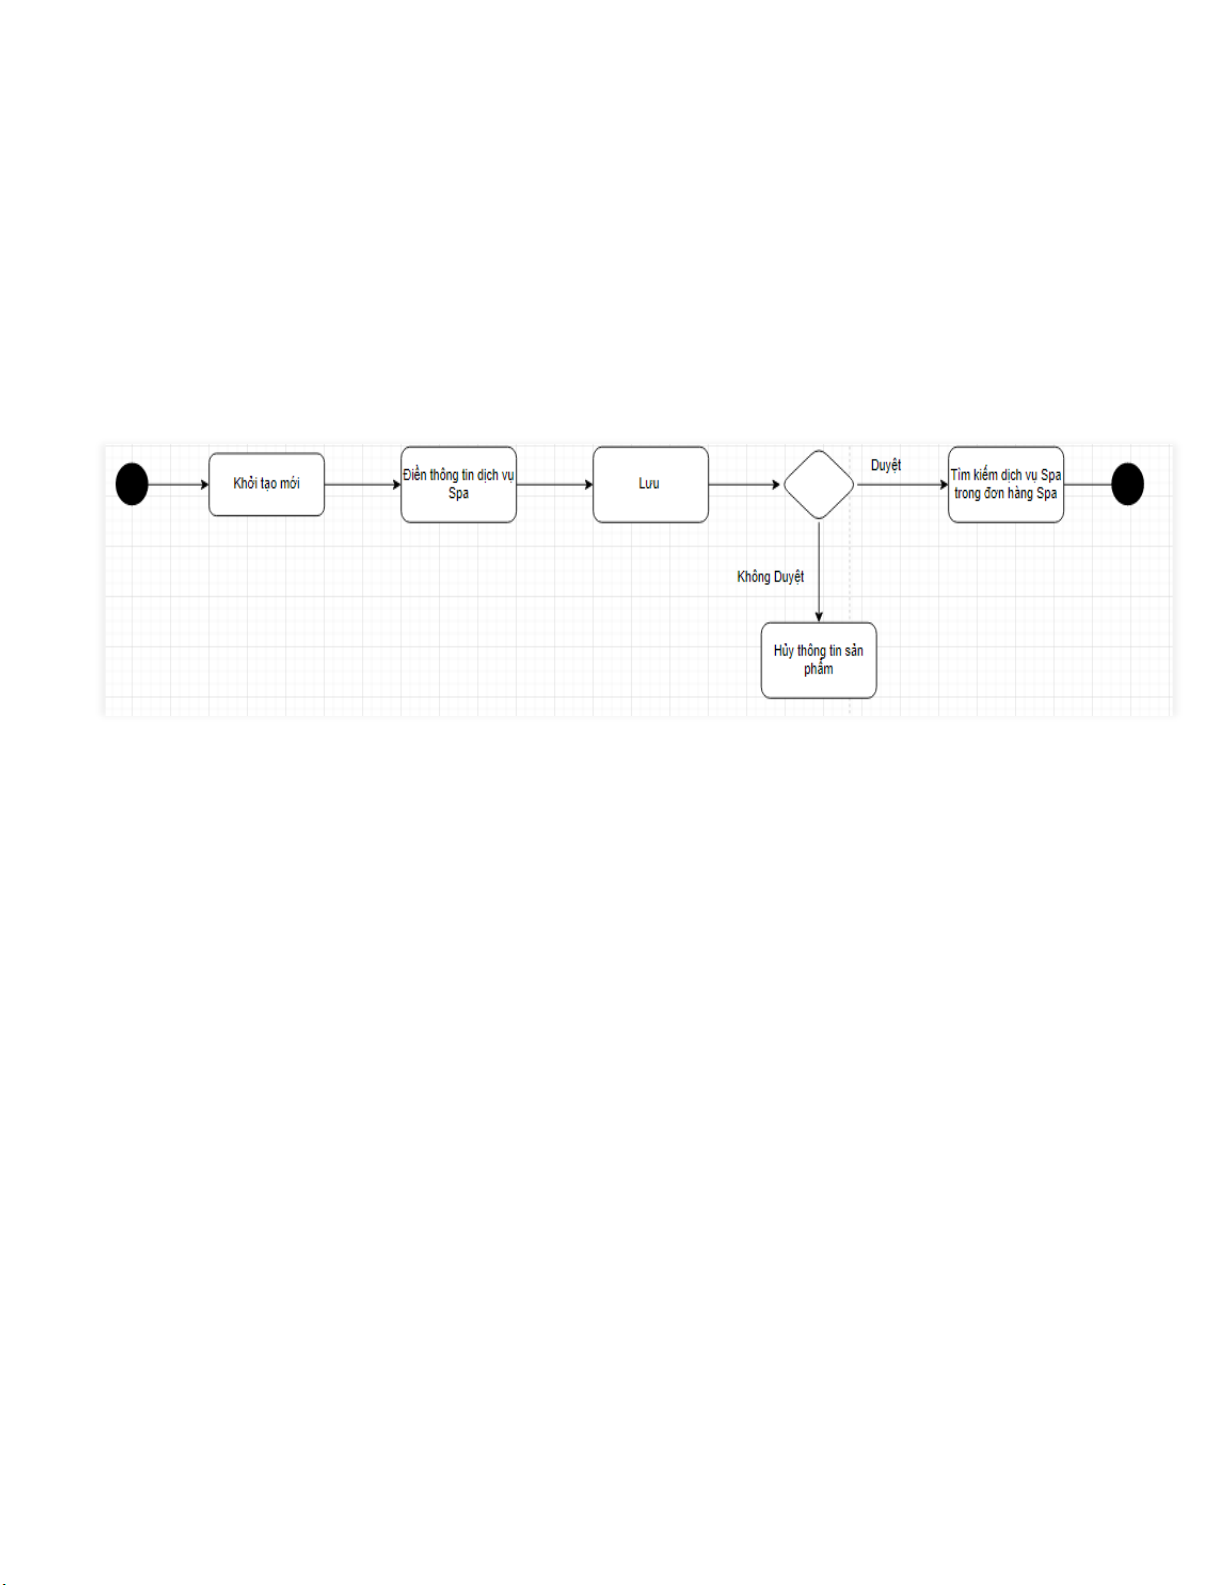 Khởi tạo mới
Điền thông tin dịch vụ
Spa
Lưu
Duyệt
Tìm kiếm dịch vụ Spa
trong đơn hàng Spa
Không Duyệt
Hủy thông tin sản
phẩm